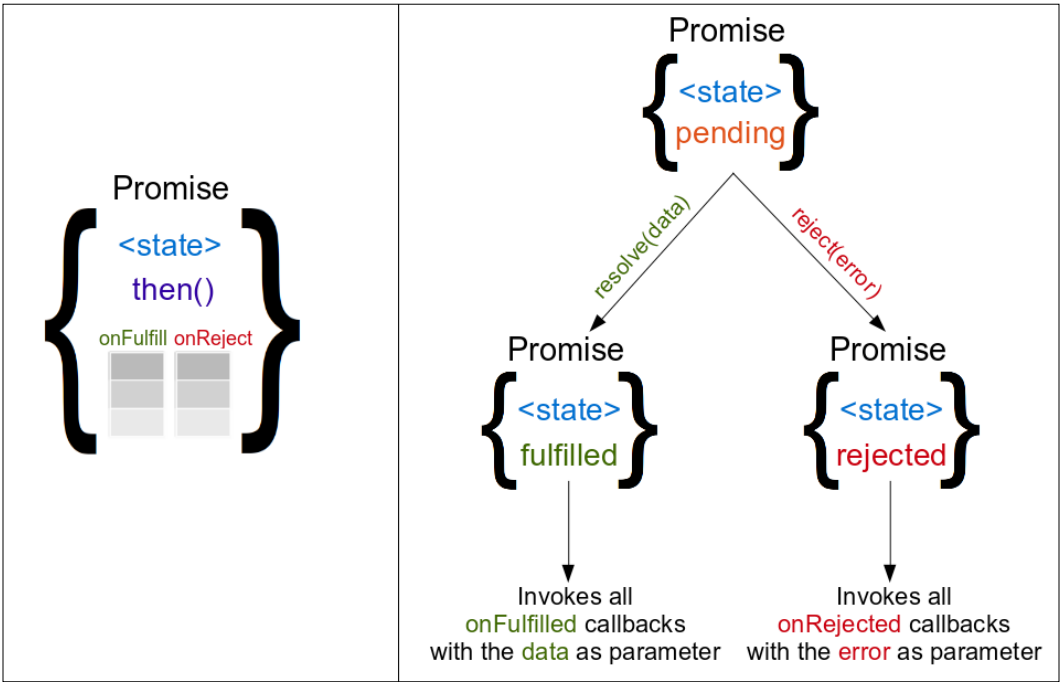 Promise
<state>
then()
onFulfill onReject
Promise
<state>
pending
resolve(data)
reject(error)
Promise
<state>
fulfilled
Invokes all
onFulfilled callbacks
with the data as parameter
Promise
<state>
rejected
Invokes all
onRejected callbacks
with the error as parameter